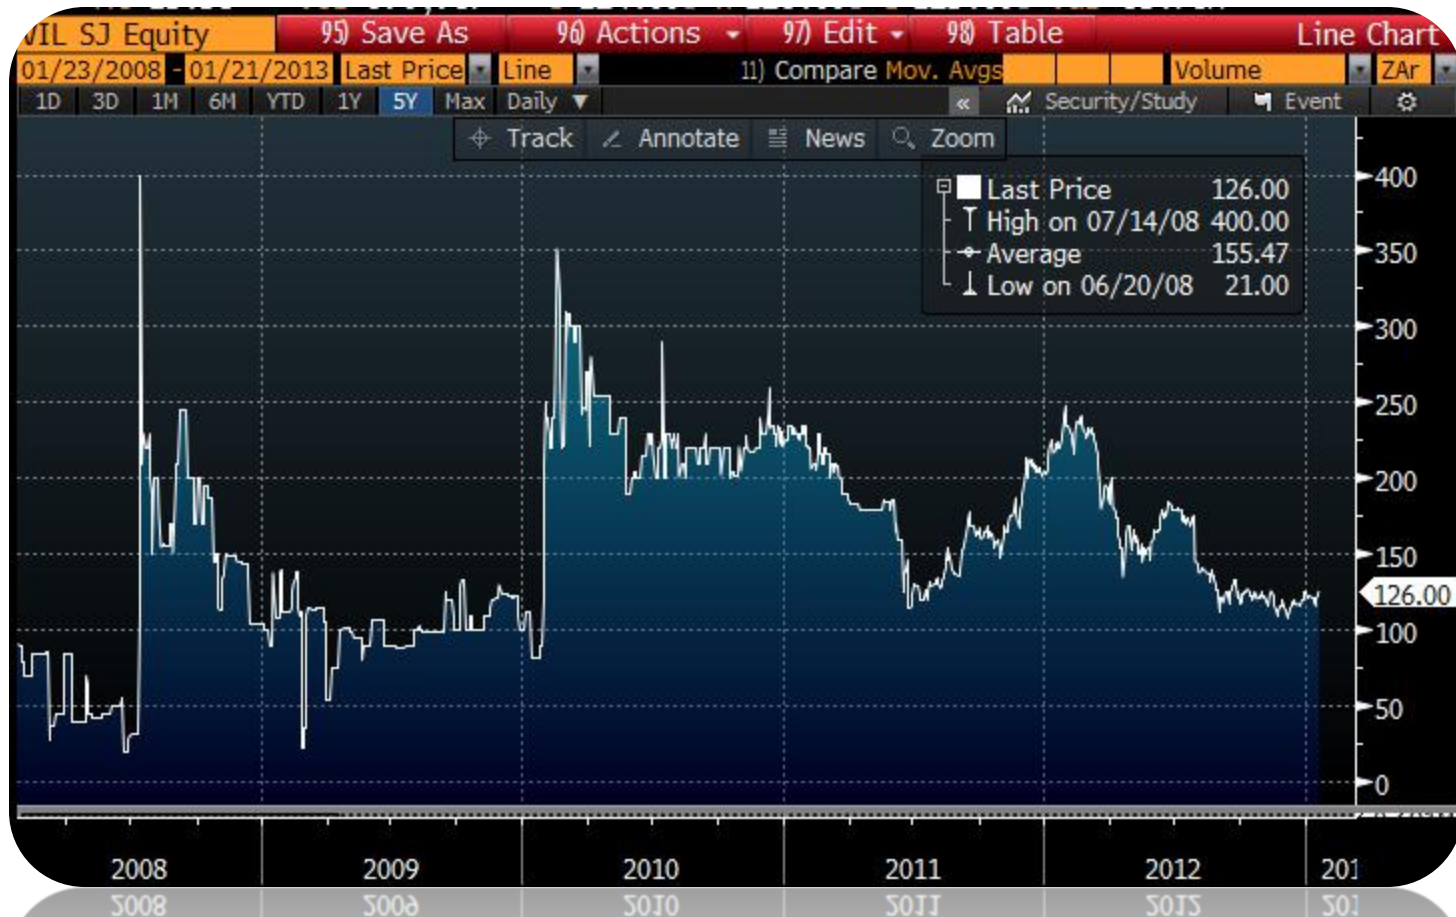 VIL SJ Equity 95) Save As 96) Actions 97) Edit 98) Table Line Chart
01/23/2008 - 01/21/2013 Last Price Line 11) Compare Mov. Avgs Volume ZAr
1D 3D 1M 6M YTD 1Y 5Y Max Daily ▼ « Security/Study Event
Track Annotate News Zoom
Last Price 126.00
High on 07/14/08 400.00
Average 155.47
Low on 06/20/08 21.00
400
350
300
250
200
150
126.00
100
50
0
2008 2009 2010 2011 2012 201